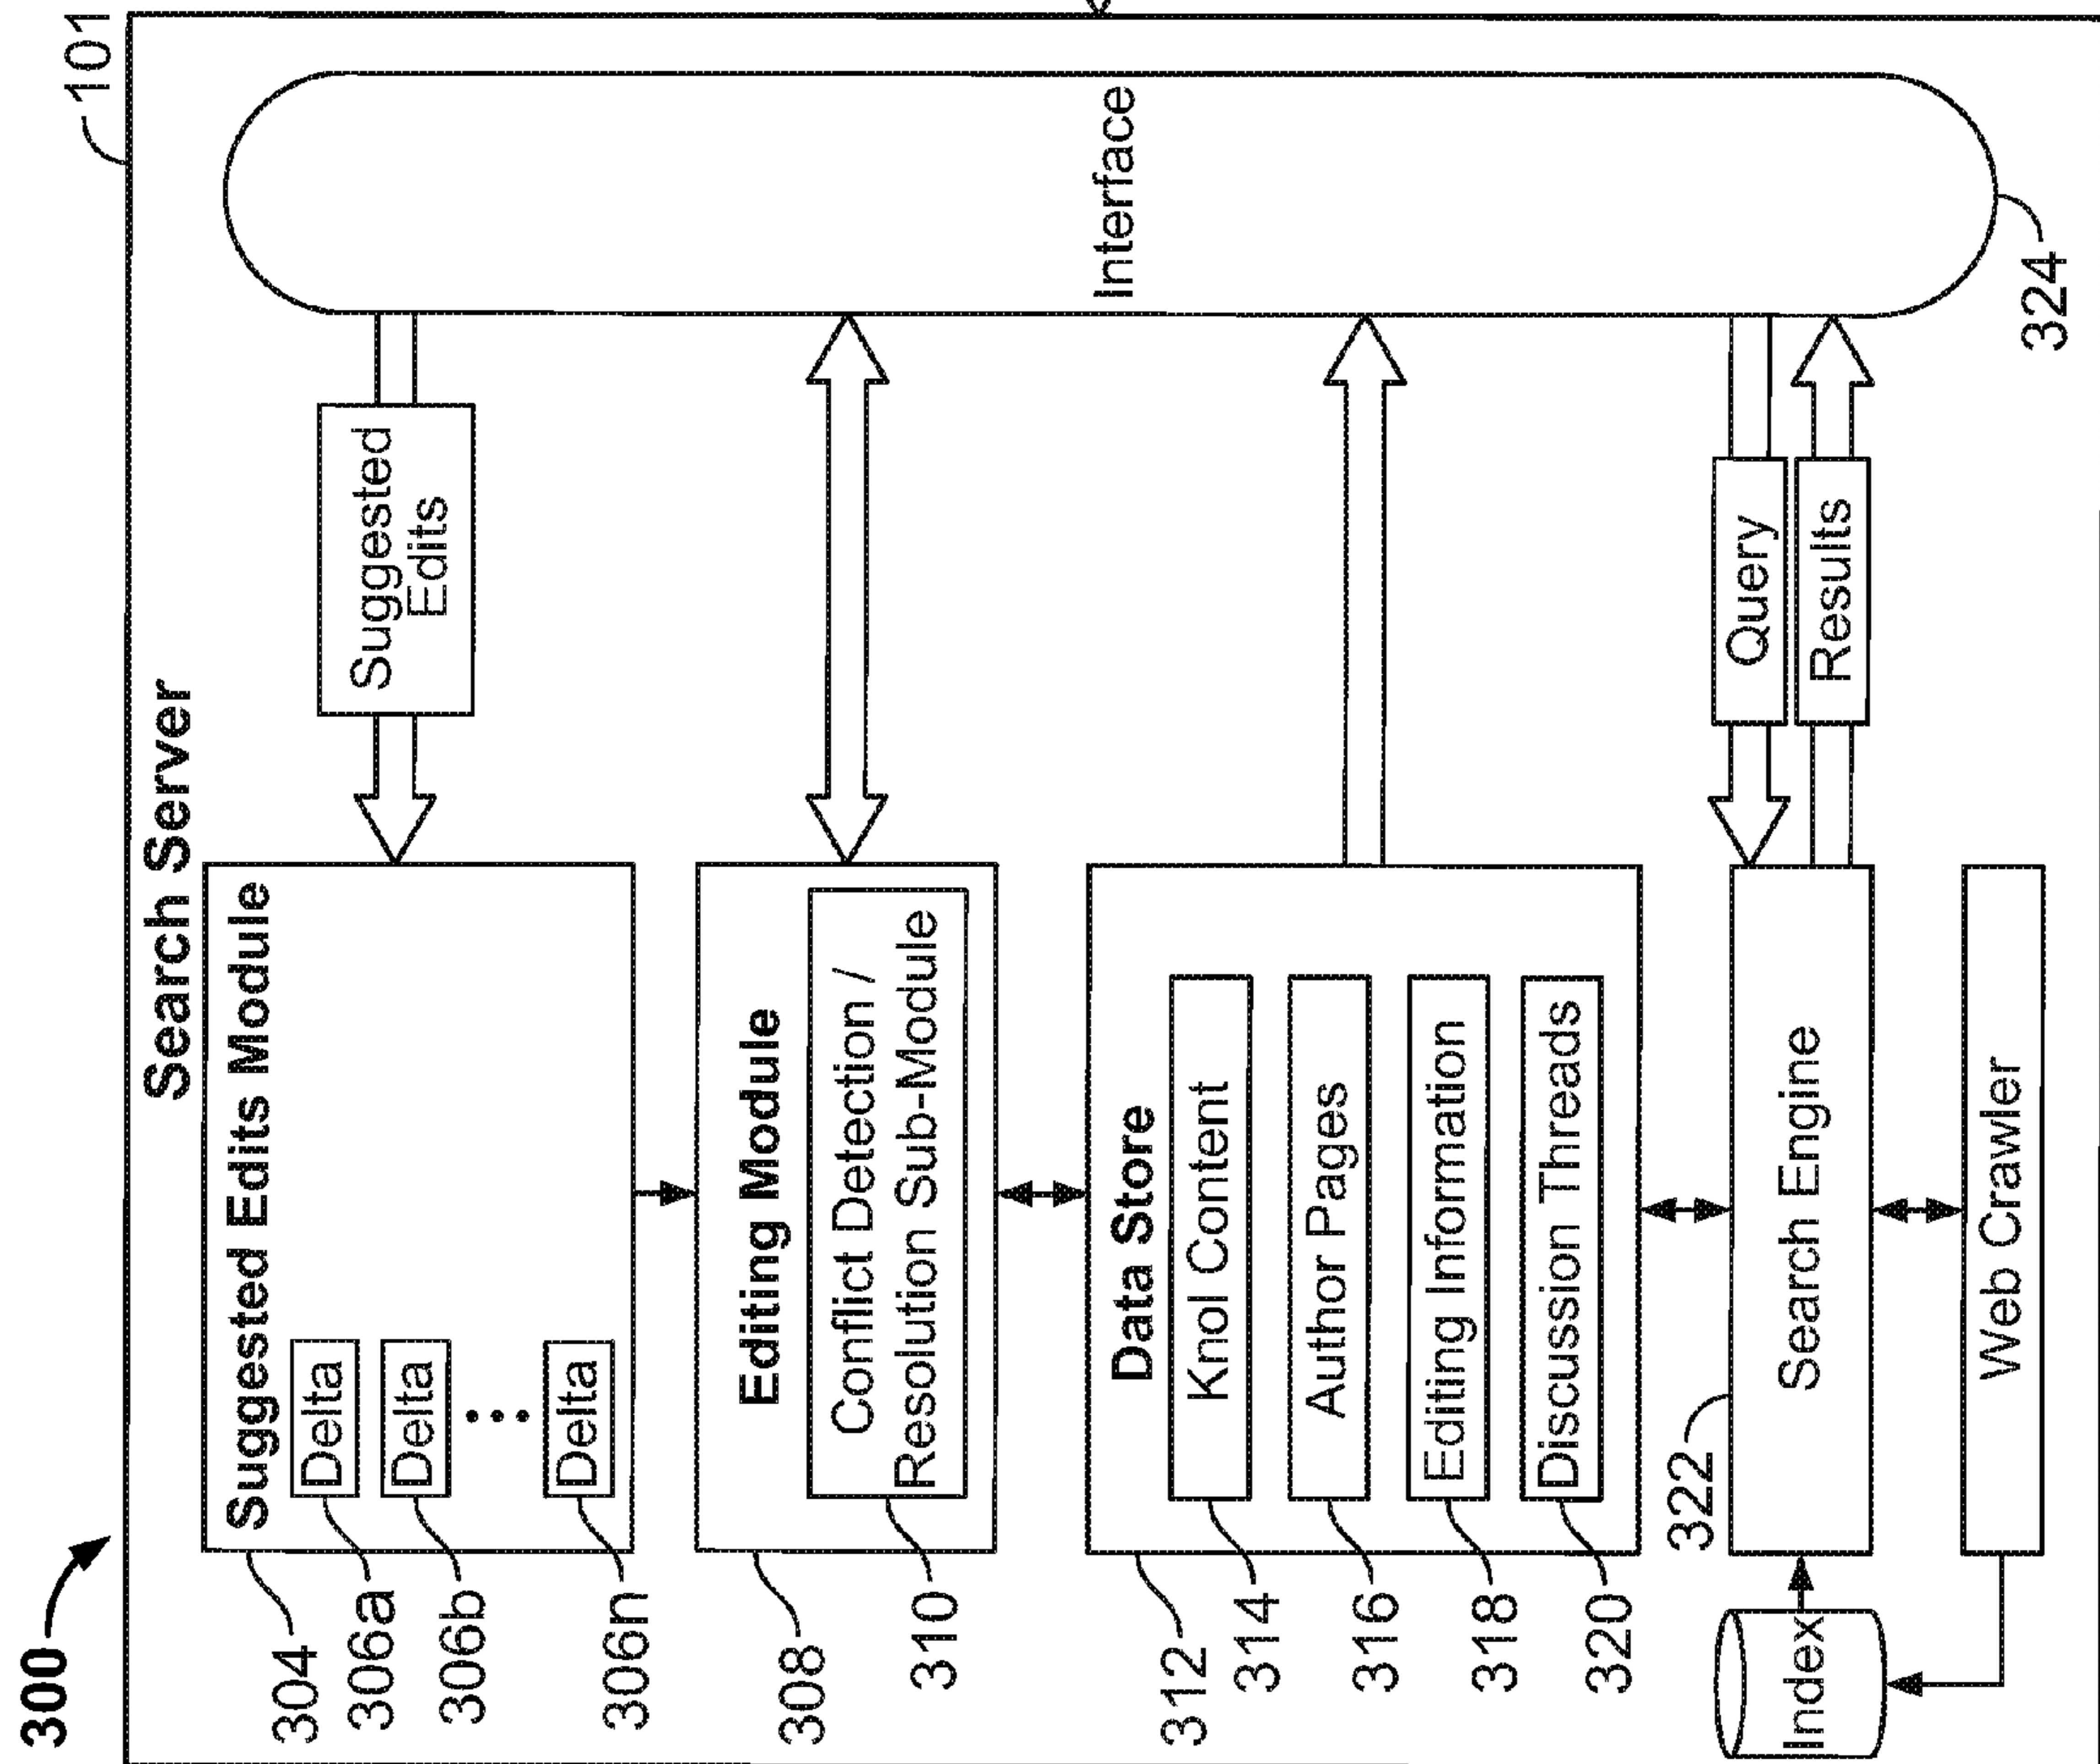 300
101
Search Server
Suggested Edits Module
304
Delta
306a
Delta
306b
Delta
306n
Suggested
Edits
Editing Module
308
Conflict Detection /
Resolution Sub-Module
310
Data Store
312
Knol Content
314
Author Pages
316
Editing Information
318
Discussion Threads
320
Interface
324
Query
Results
Search Engine
322
Index
Web Crawler